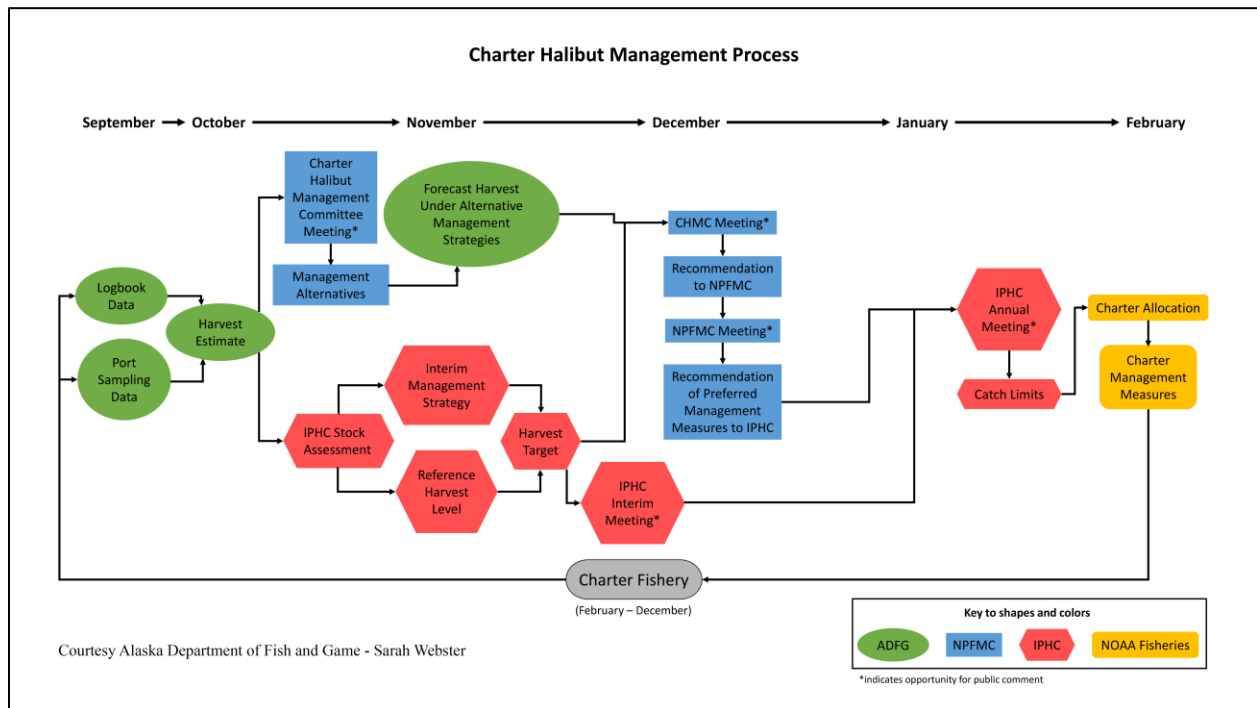 Charter Halibut Management Process
September
October
November
December
January
February
Charter
Halibut
Management
Committee
Meeting*
Management
Alternatives
Forecast Harvest
Under Alternative
Management
Strategies
CHMC Meeting*
Recommendation
to NPFMC
NPFMC Meeting*
Recommendation
of Preferred
Management
Measures to IPHC
Logbook
Data
Port
Sampling
Data
Harvest
Estimate
IPHC Stock
Assessment
Interim
Management
Strategy
Reference
Harvest
Level
Harvest
Target
IPHC
Interim
Meeting*
IPHC
Annual
Meeting*
Catch Limits
Charter Allocation
Charter
Management
Measures
Charter Fishery
(February – December)
Key to shapes and colors
ADFG
NPFMC
IPHC
NOAA Fisheries
*indicates opportunity for public comment
Courtesy Alaska Department of Fish and Game - Sarah Webster